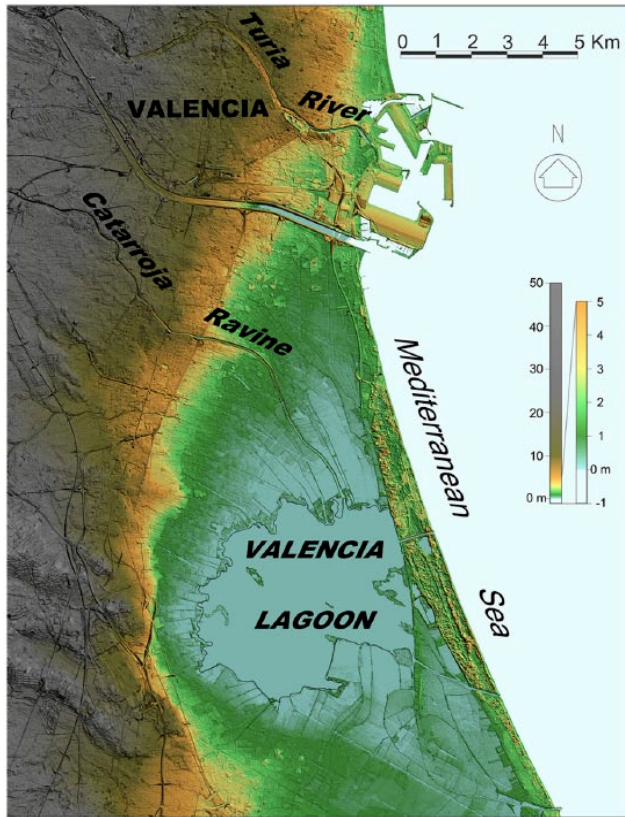 Turia
River
VALENCIA
0 1 2 3 4 5 Km
N
Catarroja
Ravine
Mediterranean
Sea
VALENCIA
LAGOON
50
40
30
20
10
0 m
5
4
3
2
1
0 m
-1